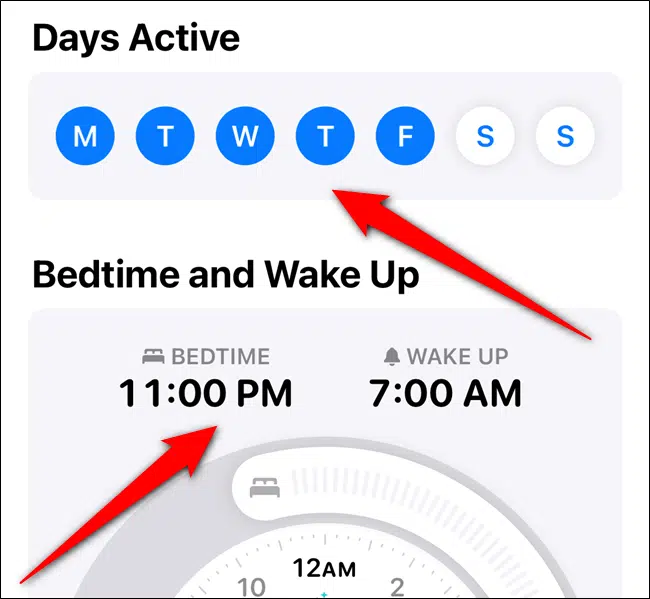 Days Active
M T W T F S S
Bedtime and Wake Up
BEDTIME WAKE UP
11:00 PM 7:00 AM
12AM
10 2